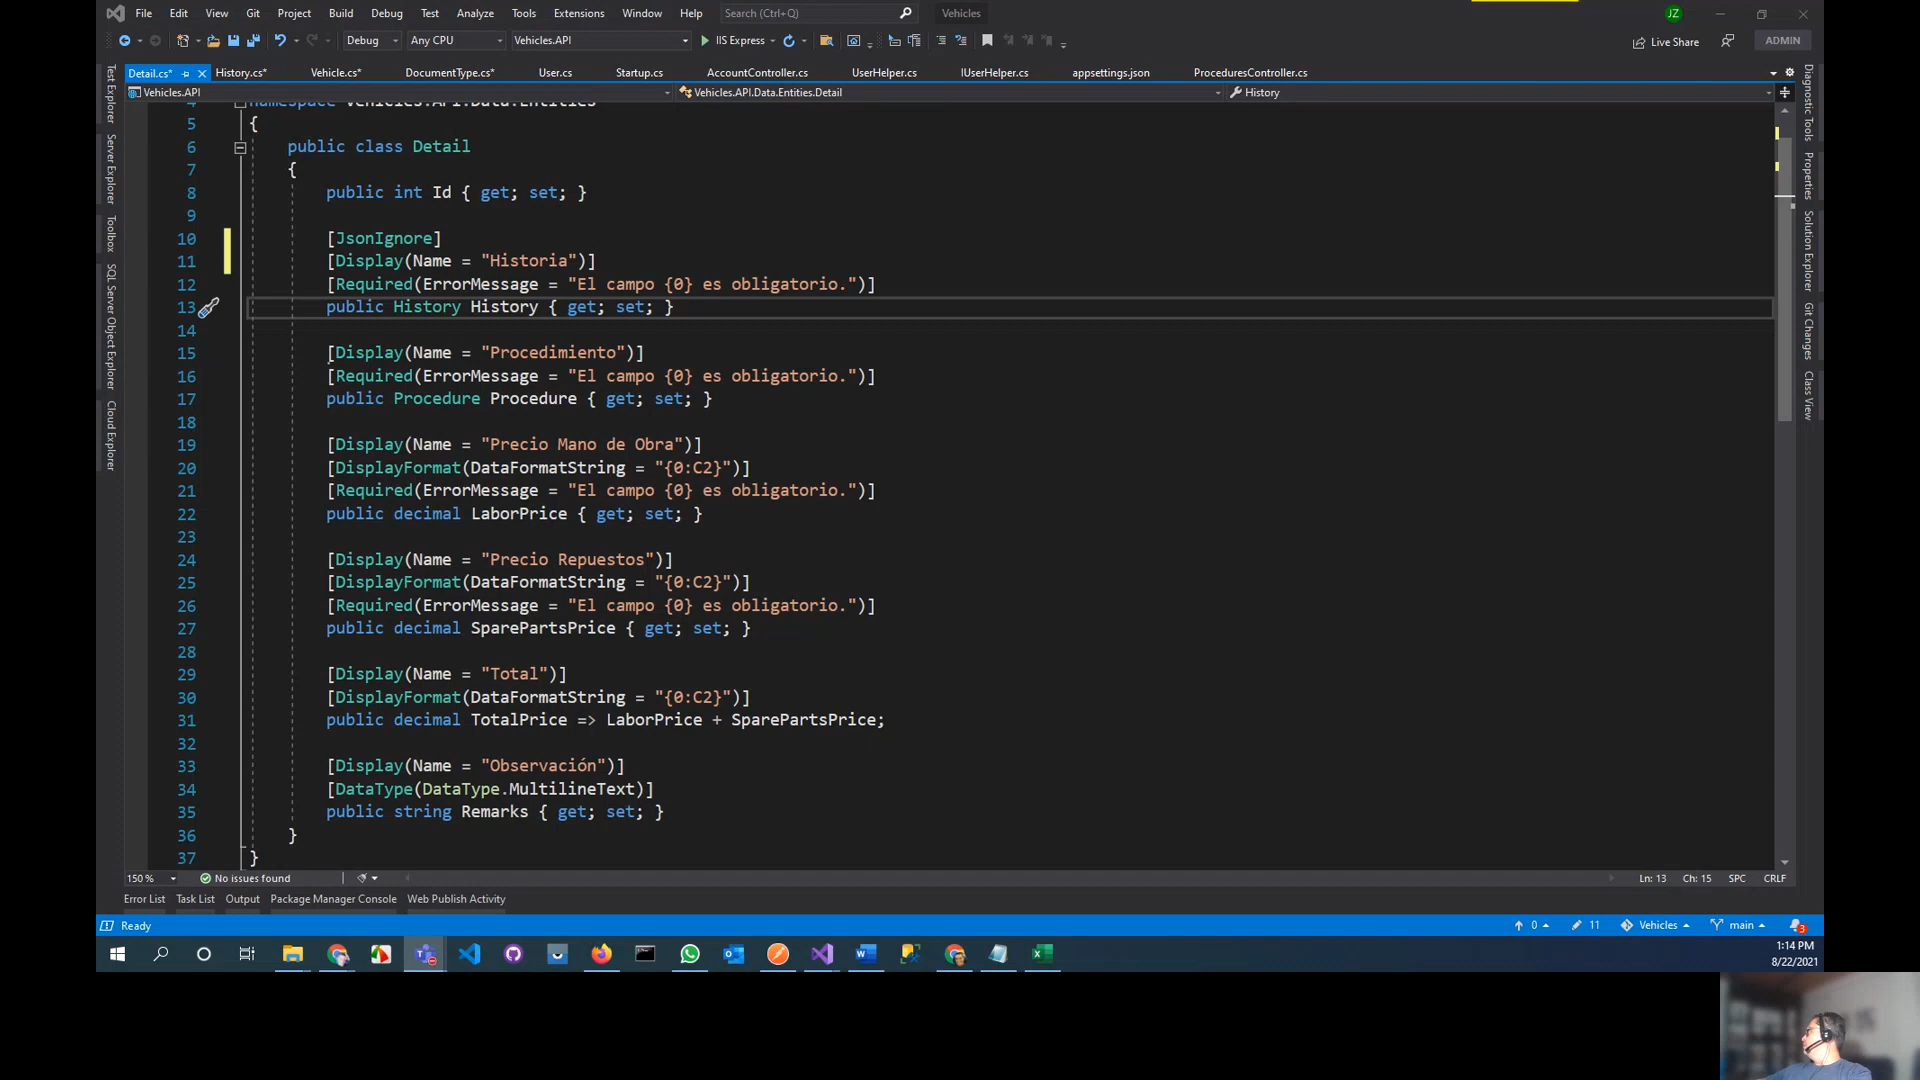 File Edit View Git Project Build Debug Test Analyze Tools Extensions Window Help Search (Ctrl+Q) Vehicles JZ
Debug Any CPU Vehicles.API IIS Express Live Share ADMIN
Detail.cs* History.cs* Vehicle.cs* DocumentType.cs* User.cs Startup.cs AccountController.cs UserHelper.cs IUserHelper.cs appsettings.json ProceduresController.cs
Vehicles.API Vehicles.API.Data.Entities.Detail History
Test Explorer
Server Explorer
Toolbox
SQL Server Object Explorer
Cloud Explorer
4 namespace Vehicles.API.Data.Entities
5 {
6 public class Detail
7 {
8 public int Id { get; set; }
9
10 [JsonIgnore]
11 [Display(Name = "Historia")]
12 [Required(ErrorMessage = "El campo {0} es obligatorio.")]
13 public History History { get; set; }
14
15 [Display(Name = "Procedimiento")]
16 [Required(ErrorMessage = "El campo {0} es obligatorio.")]
17 public Procedure Procedure { get; set; }
18
19 [Display(Name = "Precio Mano de Obra")]
20 [DisplayFormat(DataFormatString = "{0:C2}")]
21 [Required(ErrorMessage = "El campo {0} es obligatorio.")]
22 public decimal LaborPrice { get; set; }
23
24 [Display(Name = "Precio Repuestos")]
25 [DisplayFormat(DataFormatString = "{0:C2}")]
26 [Required(ErrorMessage = "El campo {0} es obligatorio.")]
27 public decimal SparePartsPrice { get; set; }
28
29 [Display(Name = "Total")]
30 [DisplayFormat(DataFormatString = "{0:C2}")]
31 public decimal TotalPrice => LaborPrice + SparePartsPrice;
32
33 [Display(Name = "Observación")]
34 [DataType(DataType.MultilineText)]
35 public string Remarks { get; set; }
36 }
37 }
Diagnostic Tools
Properties
Solution Explorer
Git Changes
Class View
150 % No issues found Ln: 13 Ch: 15 SPC CRLF
Error List Task List Output Package Manager Console Web Publish Activity
Ready 0 11 Vehicles main 3
1:14 PM
8/22/2021